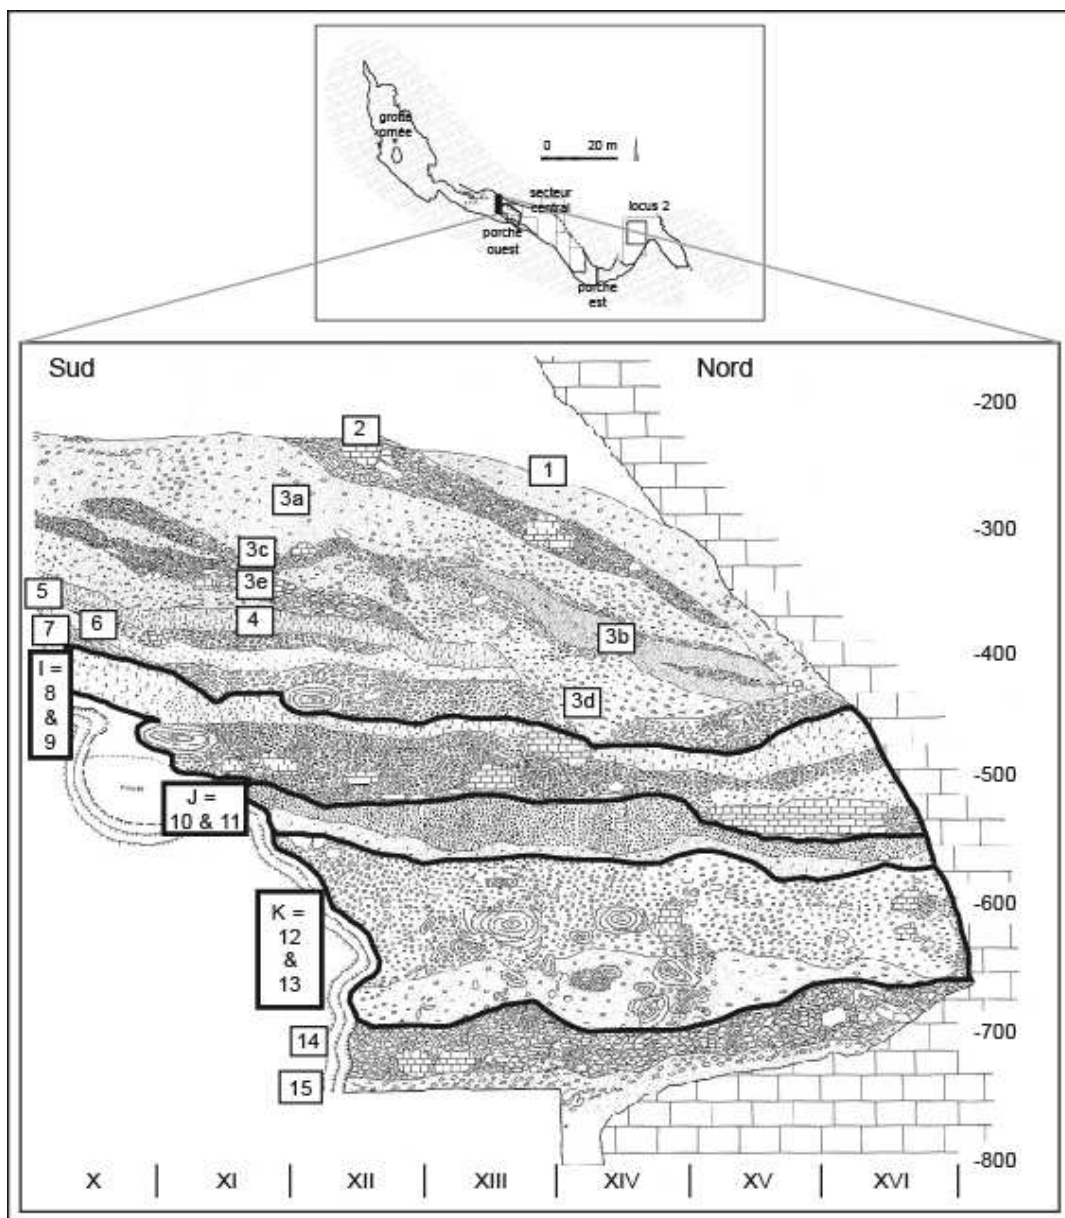 grotte
ornée
0 20 m
secteur
central
locus 2
porche
ouest
porche
est
Sud
Nord
-200
2
1
3a
-300
3c
3e
5
4
6
7
3b
-400
I =
8
&
9
3d
-500
J =
10 & 11
K =
12
&
13
-600
14
-700
15
-800
X
XI
XII
XIII
XIV
XV
XVI